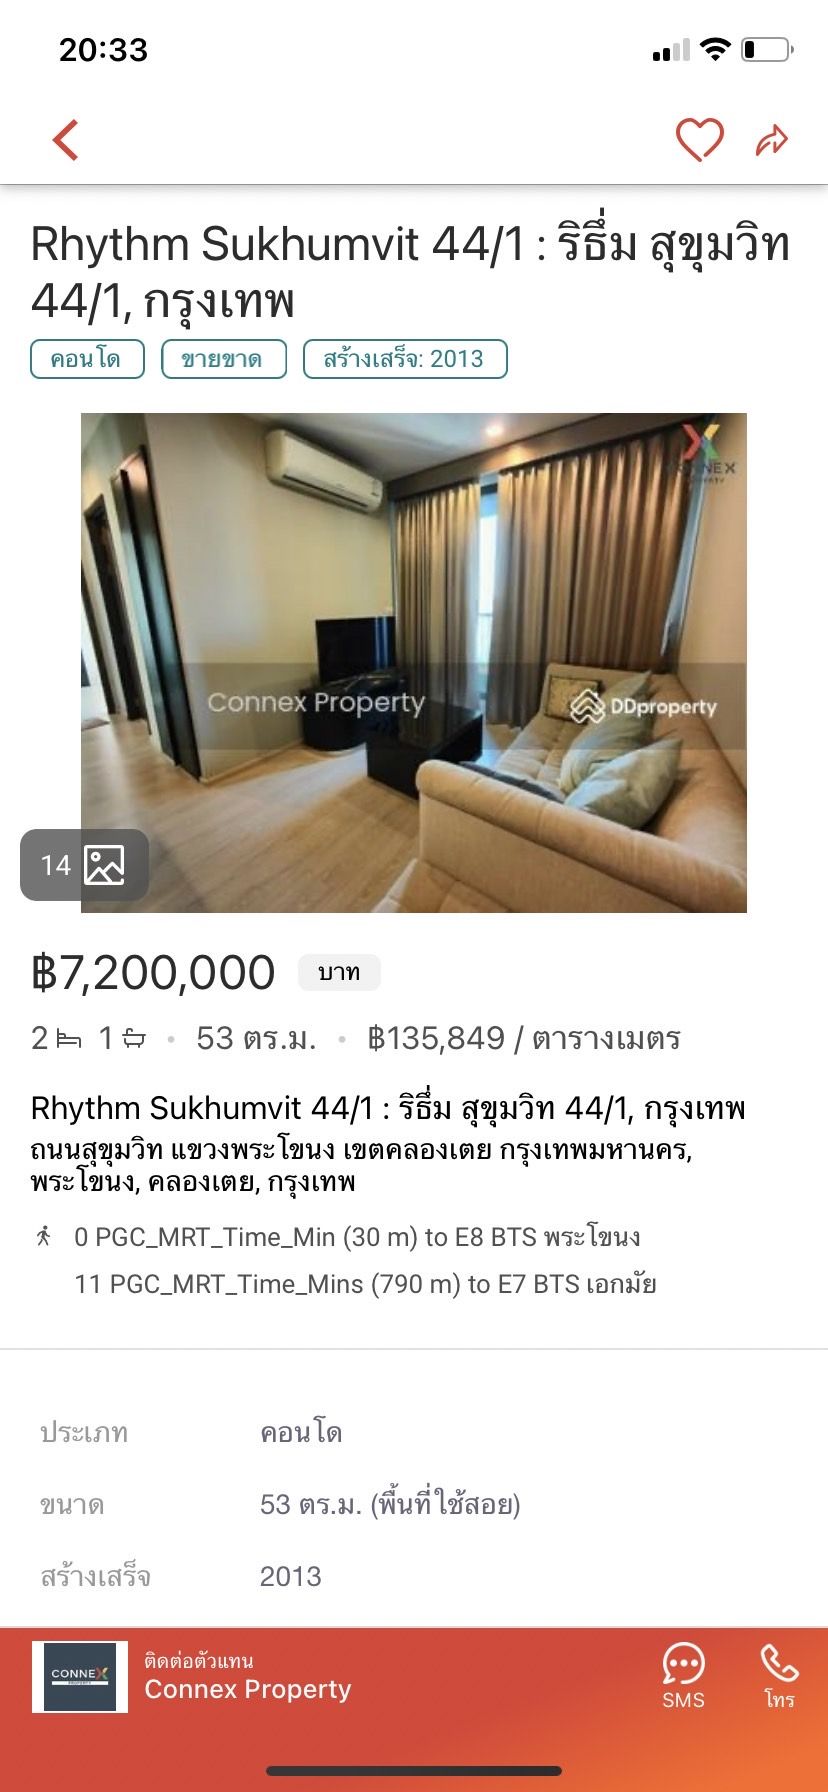 20:33
Rhythm Sukhumvit 44/1 : ริธึ่ม สุขุมวิท
44/1, กรุงเทพ
คอนโด ขายขาด สร้างเสร็จ: 2013
CONNEX
PROPERTY
Connex Property DDproperty
14
฿7,200,000 บาท
2 1 • 53 ตร.ม. • ฿135,849 / ตารางเมตร
Rhythm Sukhumvit 44/1 : ริธึ่ม สุขุมวิท 44/1, กรุงเทพ
ถนนสุขุมวิท แขวงพระโขนง เขตคลองเตย กรุงเทพมหานคร,
พระโขนง, คลองเตย, กรุงเทพ
0 PGC_MRT_Time_Min (30 m) to E8 BTS พระโขนง
11 PGC_MRT_Time_Mins (790 m) to E7 BTS เอกมัย
ประเภท คอนโด
ขนาด 53 ตร.ม. (พื้นที่ใช้สอย)
สร้างเสร็จ 2013
CONNEX
PROPERTY
ติดต่อตัวแทน
Connex Property
SMS โทร